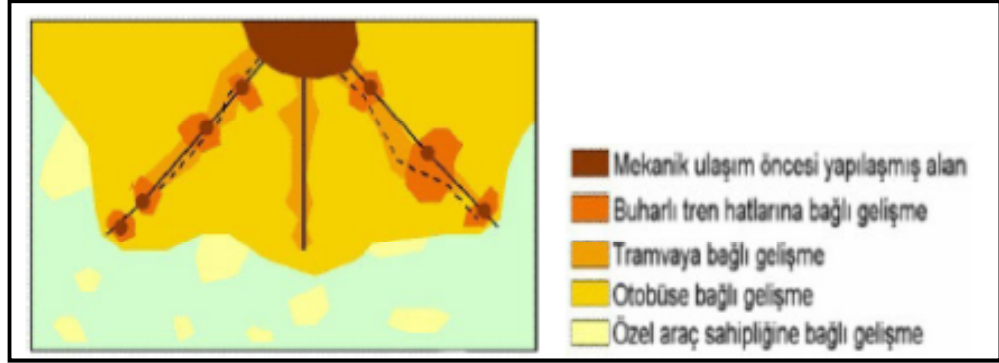 Mekanik ulaşım öncesi yapılaşmış alan
Buharlı tren hatlarına bağlı gelişme
Tramvaya bağlı gelişme
Otobüse bağlı gelişme
Özel araç sahipliğine bağlı gelişme